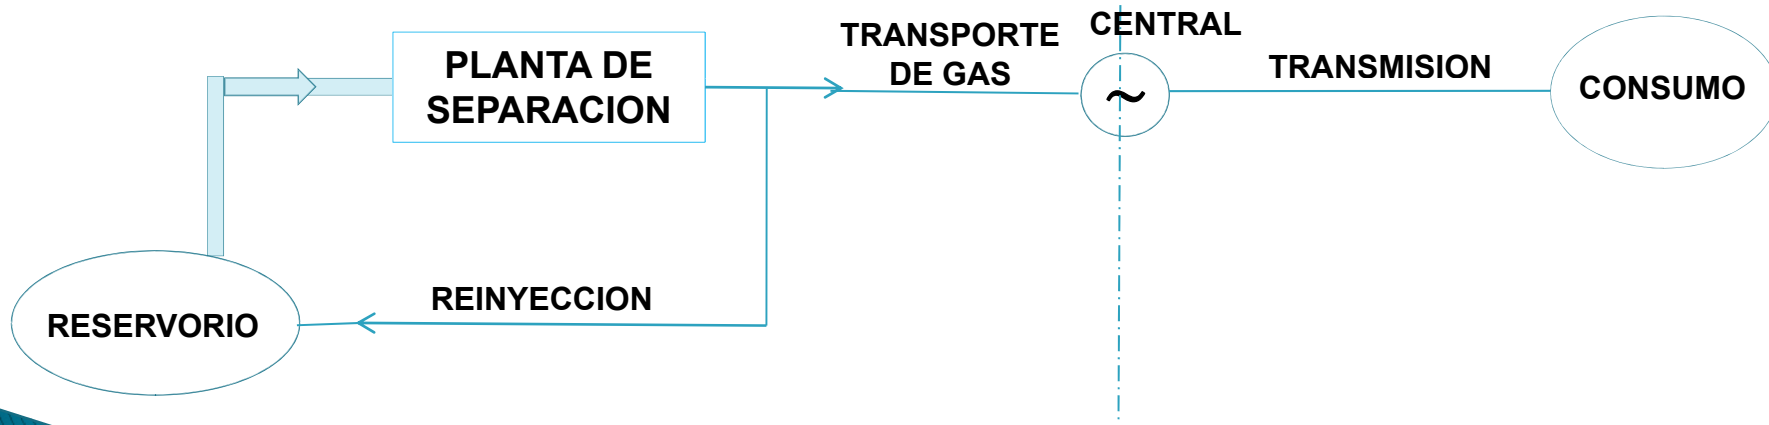 PLANTA DE
SEPARACION
TRANSPORTE
DE GAS
CENTRAL
~
TRANSMISION
CONSUMO
REINYECCION
RESERVORIO